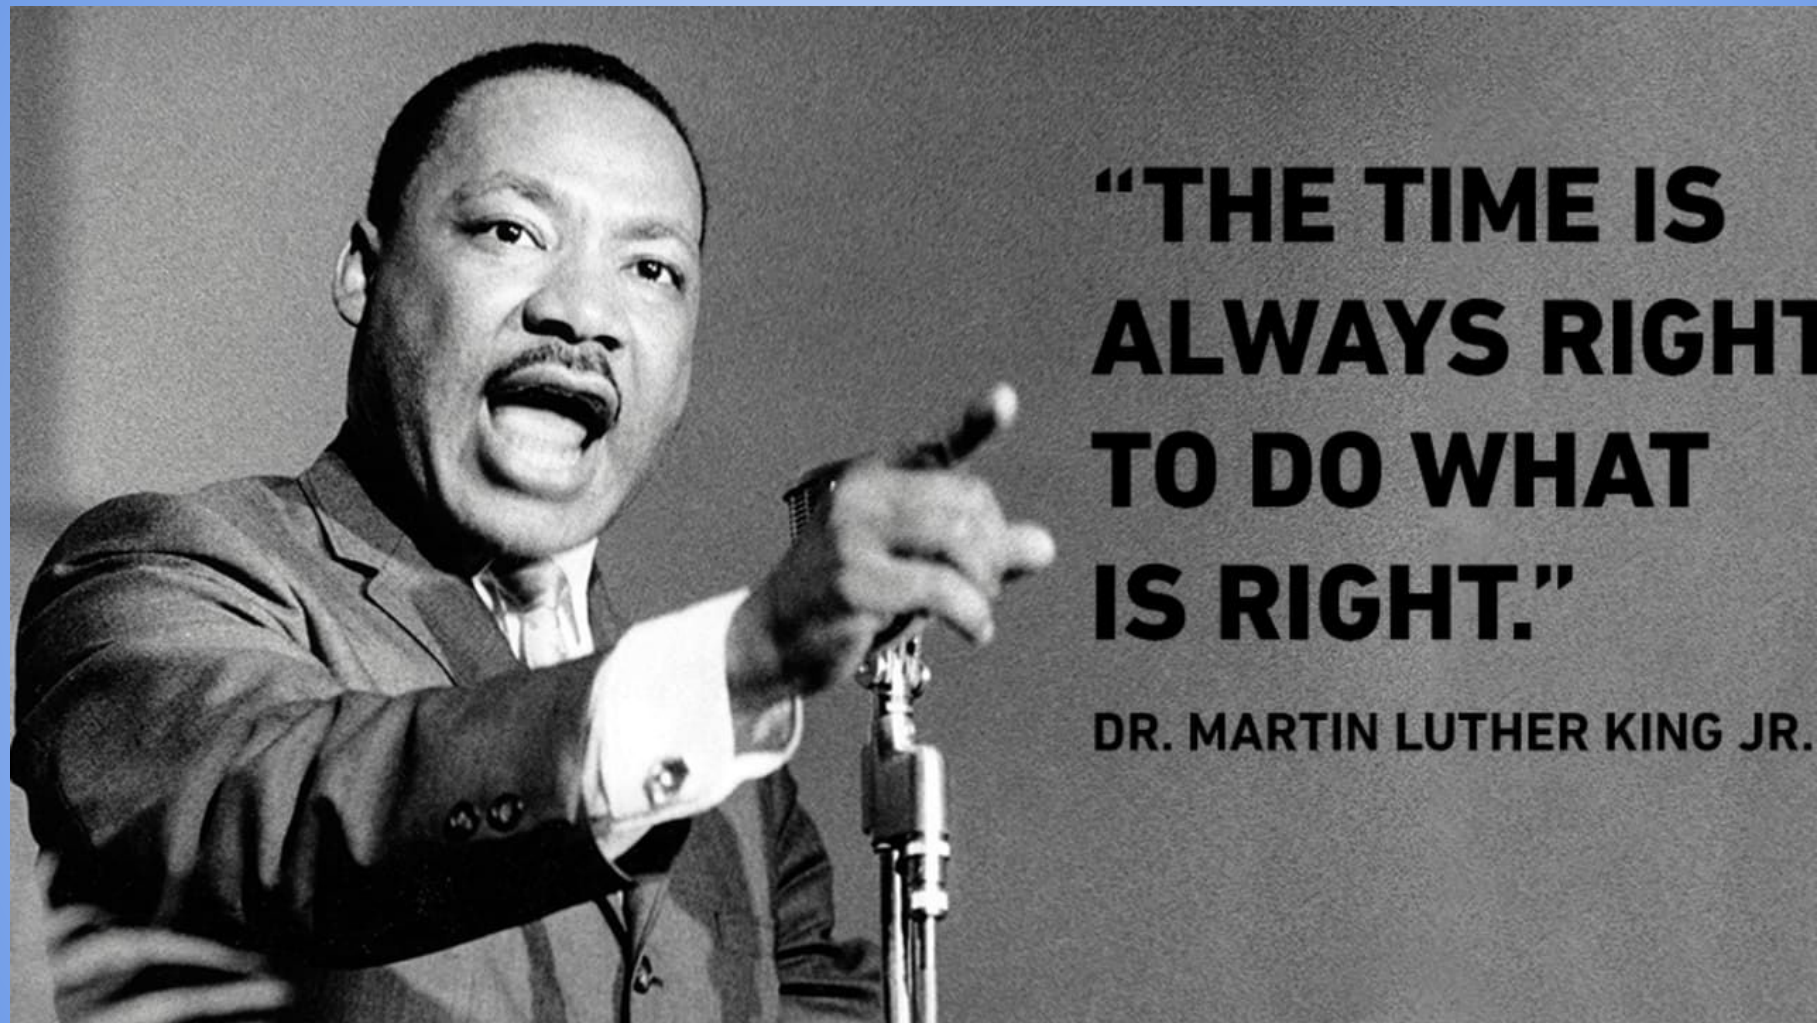 “THE TIME IS
ALWAYS RIGHT
TO DO WHAT
IS RIGHT.”
DR. MARTIN LUTHER KING JR.